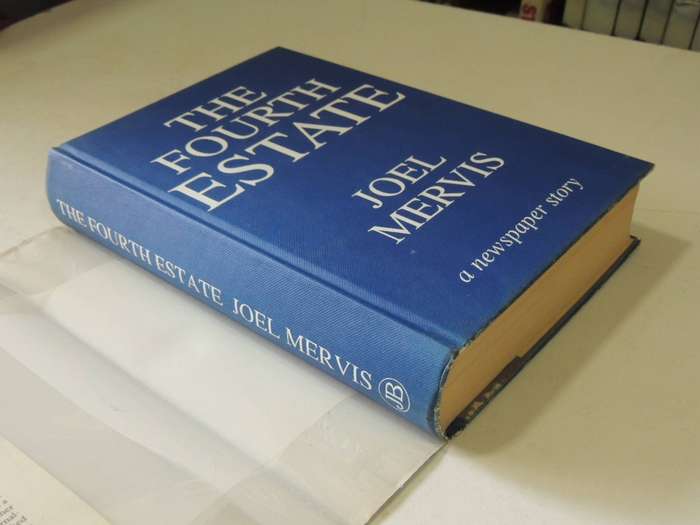 THE
FOURTH
ESTATE
JOEL
MERVIS
a newspaper story
THE FOURTH ESTATE JOEL MERVIS JB